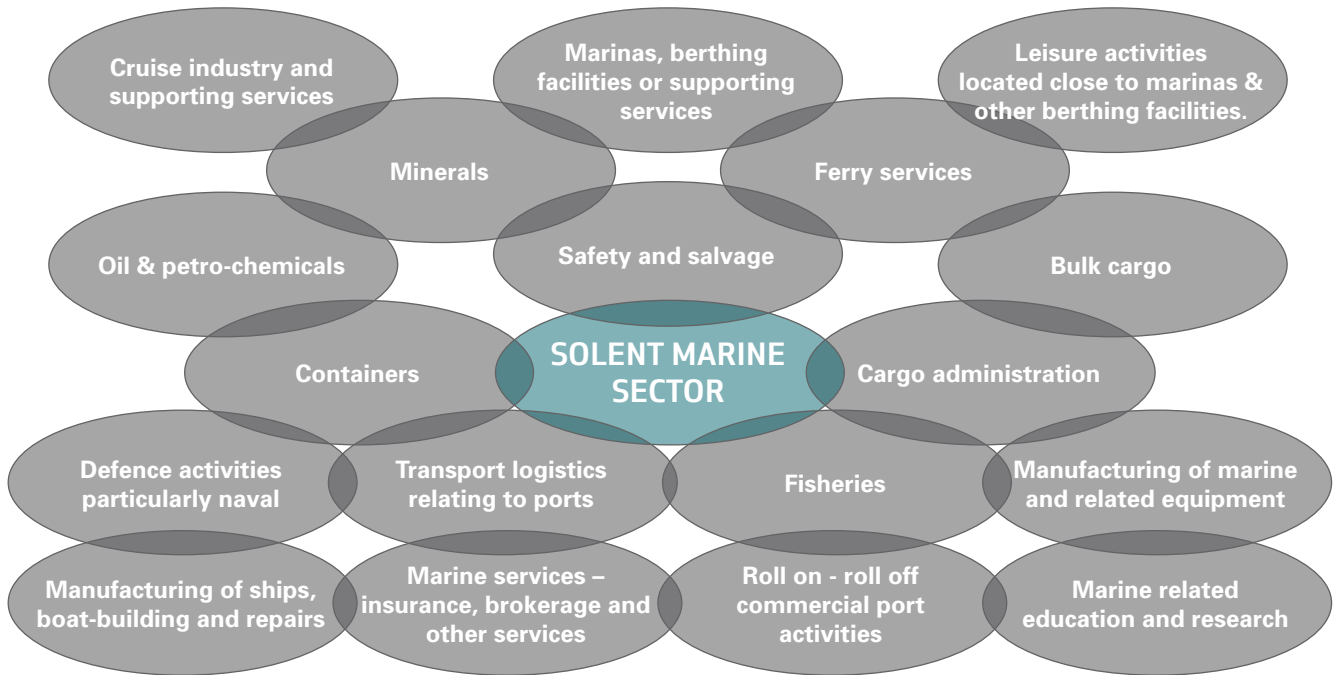 Cruise industry and
supporting services
Marinas, berthing
facilities or supporting
services
Leisure activities
located close to marinas &
other berthing facilities.
Minerals
Ferry services
Oil & petro-chemicals
Safety and salvage
Bulk cargo
Containers
SOLENT MARINE
SECTOR
Cargo administration
Defence activities
particularly naval
Transport logistics
relating to ports
Fisheries
Manufacturing of marine
and related equipment
Manufacturing of ships,
boat-building and repairs
Marine services –
insurance, brokerage and
other services
Roll on - roll off
commercial port
activities
Marine related
education and research